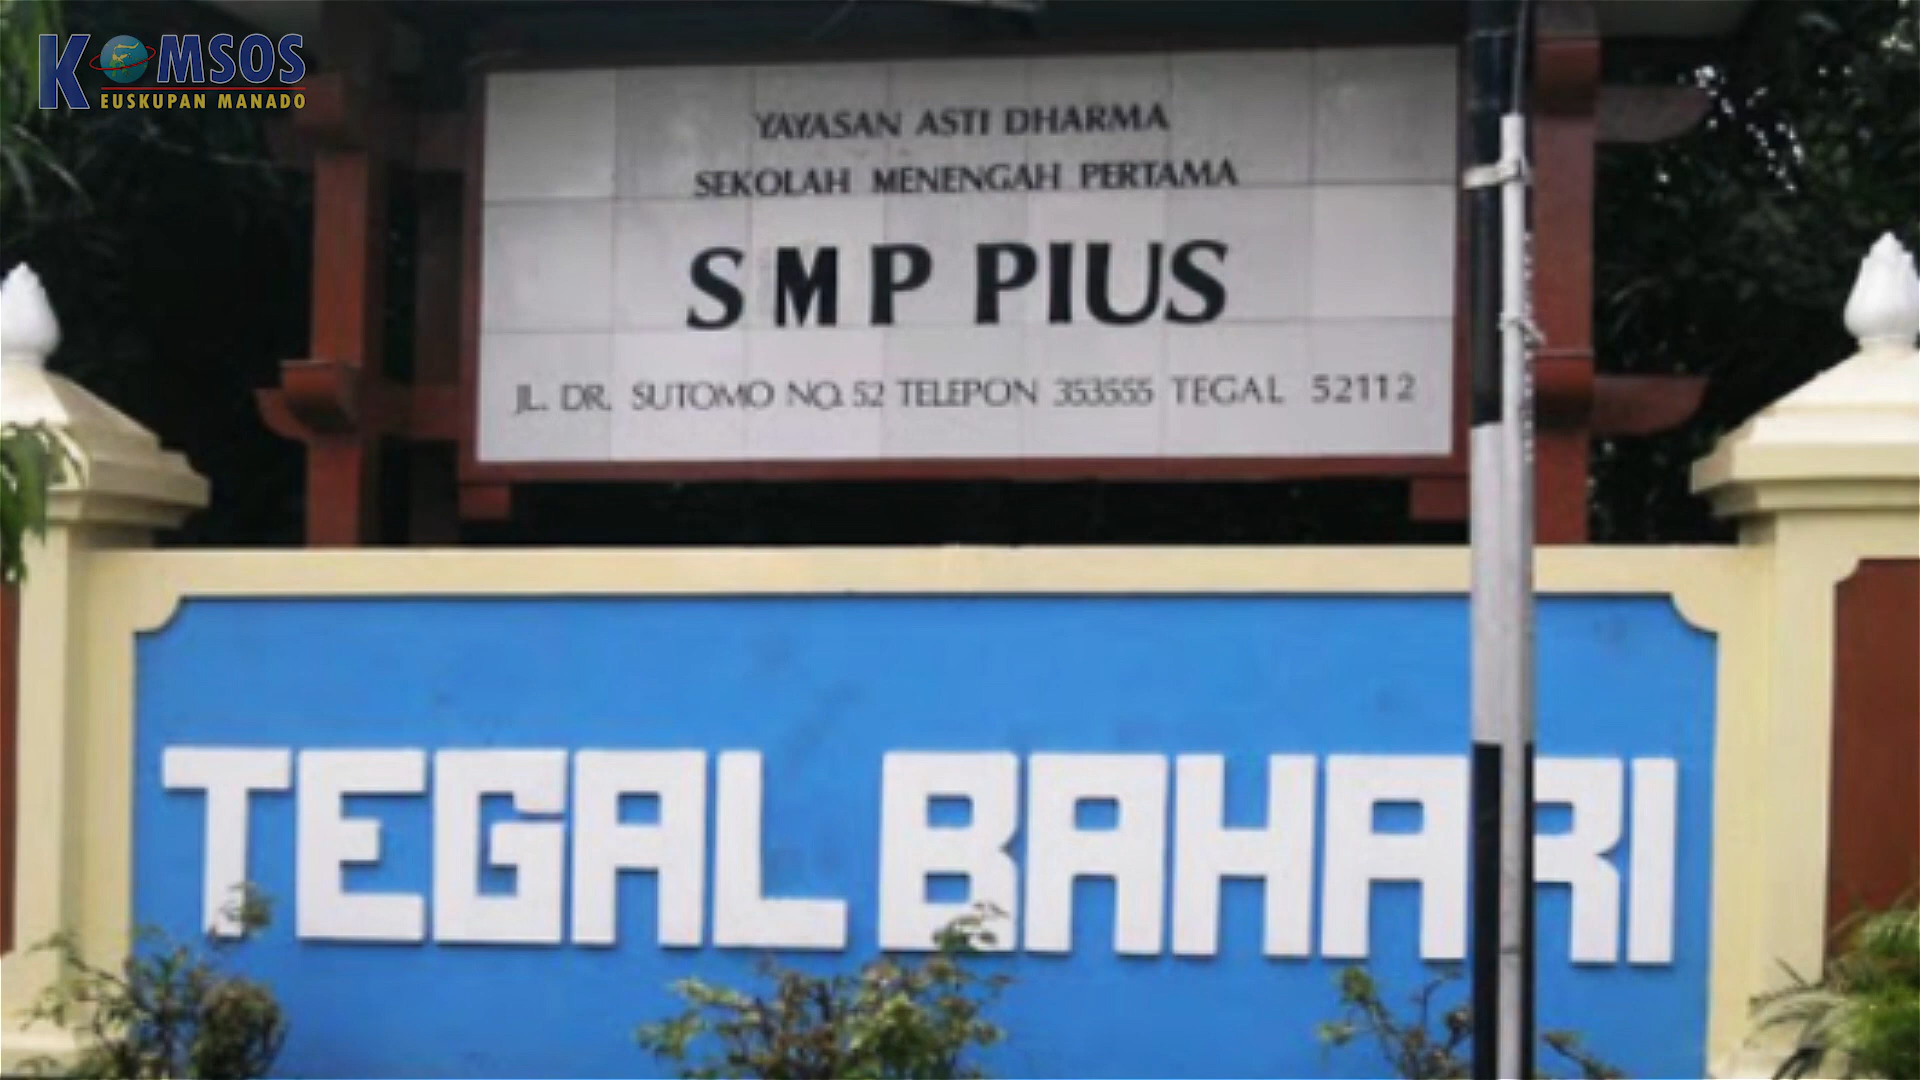 KOMSOS
EUSKUPAN MANADO
YAYASAN ASTI DHARMA
SEKOLAH MENENGAH PERTAMA
SMP PIUS
JL. DR. SUTOMO NO. 52 TELEPON 353555 TEGAL 52112
TEGAL BAHARI